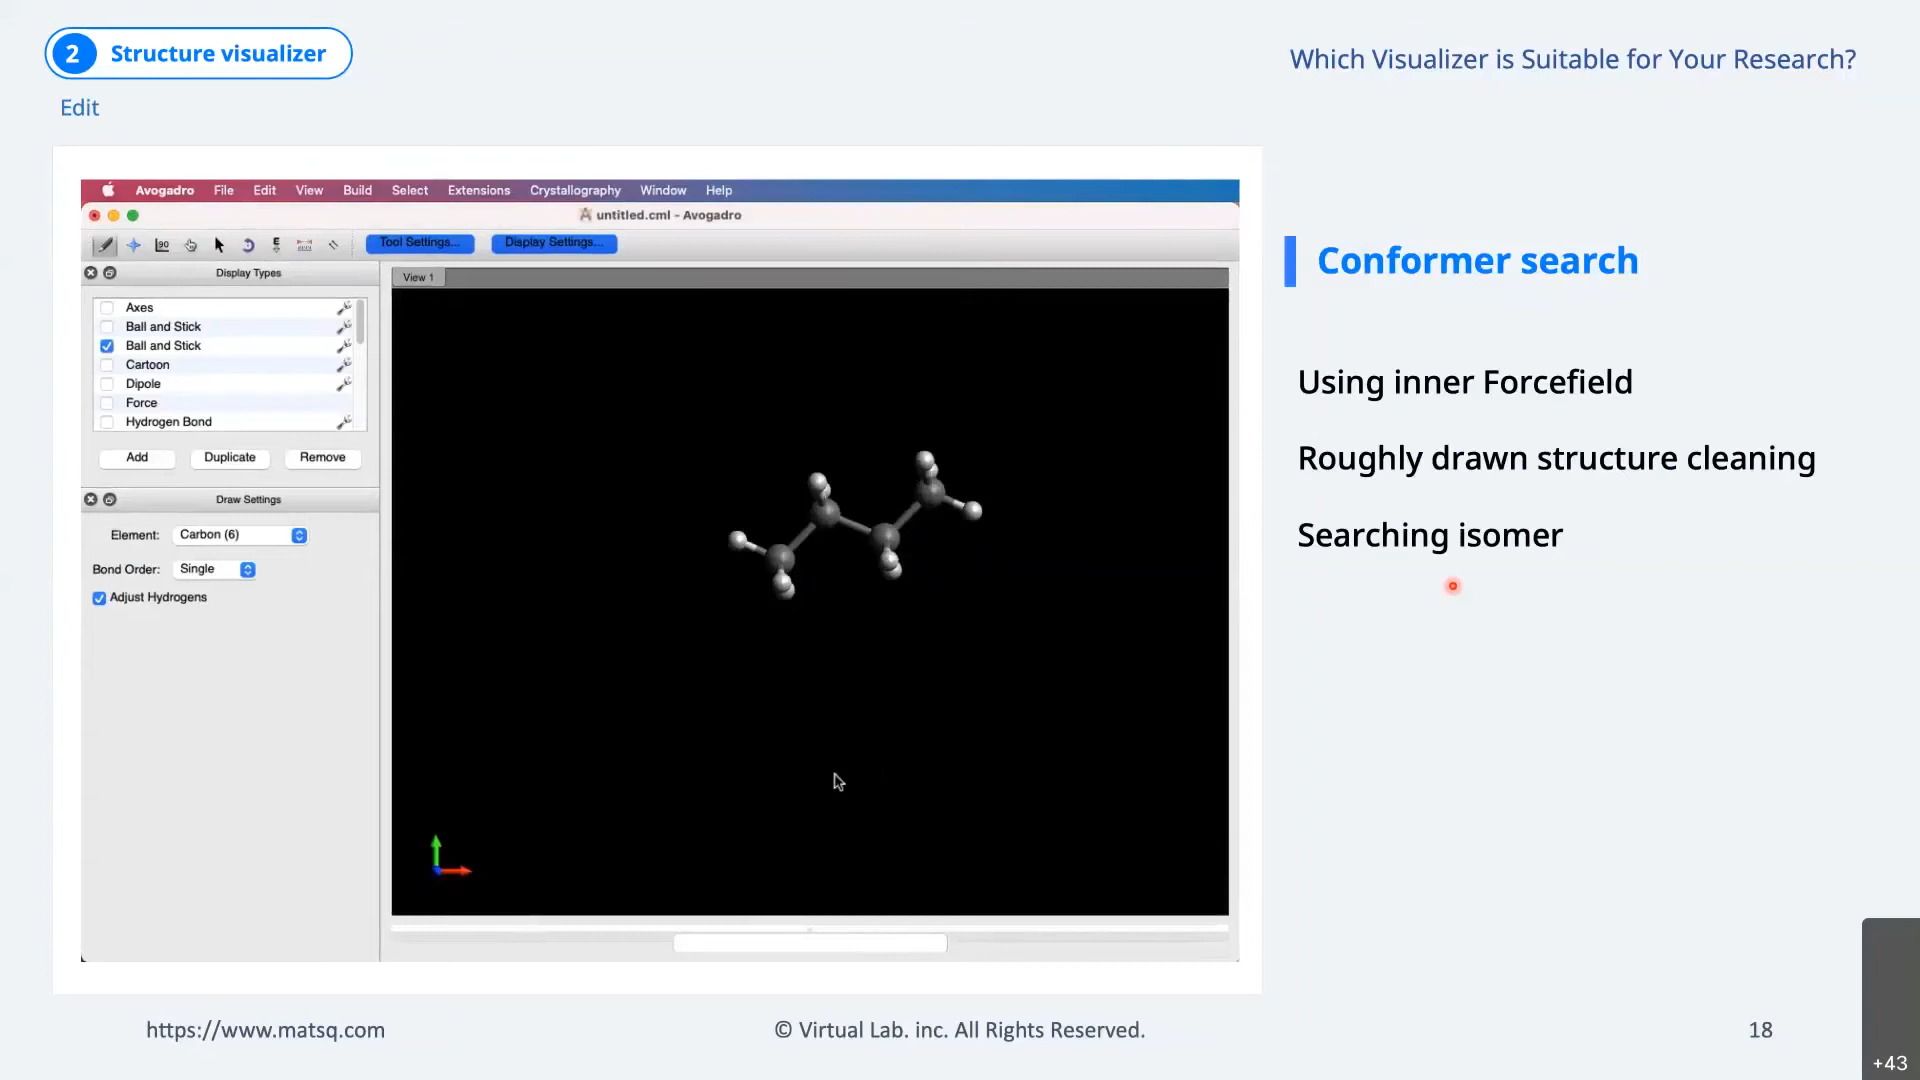 2 Structure visualizer
Which Visualizer is Suitable for Your Research?
Edit
Avogadro File Edit View Build Select Extensions Crystallography Window Help
untitled.cml - Avogadro
90 E Tool Settings... Display Settings...
Display Types
View 1
Axes
Ball and Stick
Ball and Stick
Cartoon
Dipole
Force
Hydrogen Bond
Add Duplicate Remove
Draw Settings
Element: Carbon (6)
Bond Order: Single
Adjust Hydrogens
Conformer search
Using inner Forcefield
Roughly drawn structure cleaning
Searching isomer
https://www.matsq.com
© Virtual Lab. inc. All Rights Reserved.
18
+43